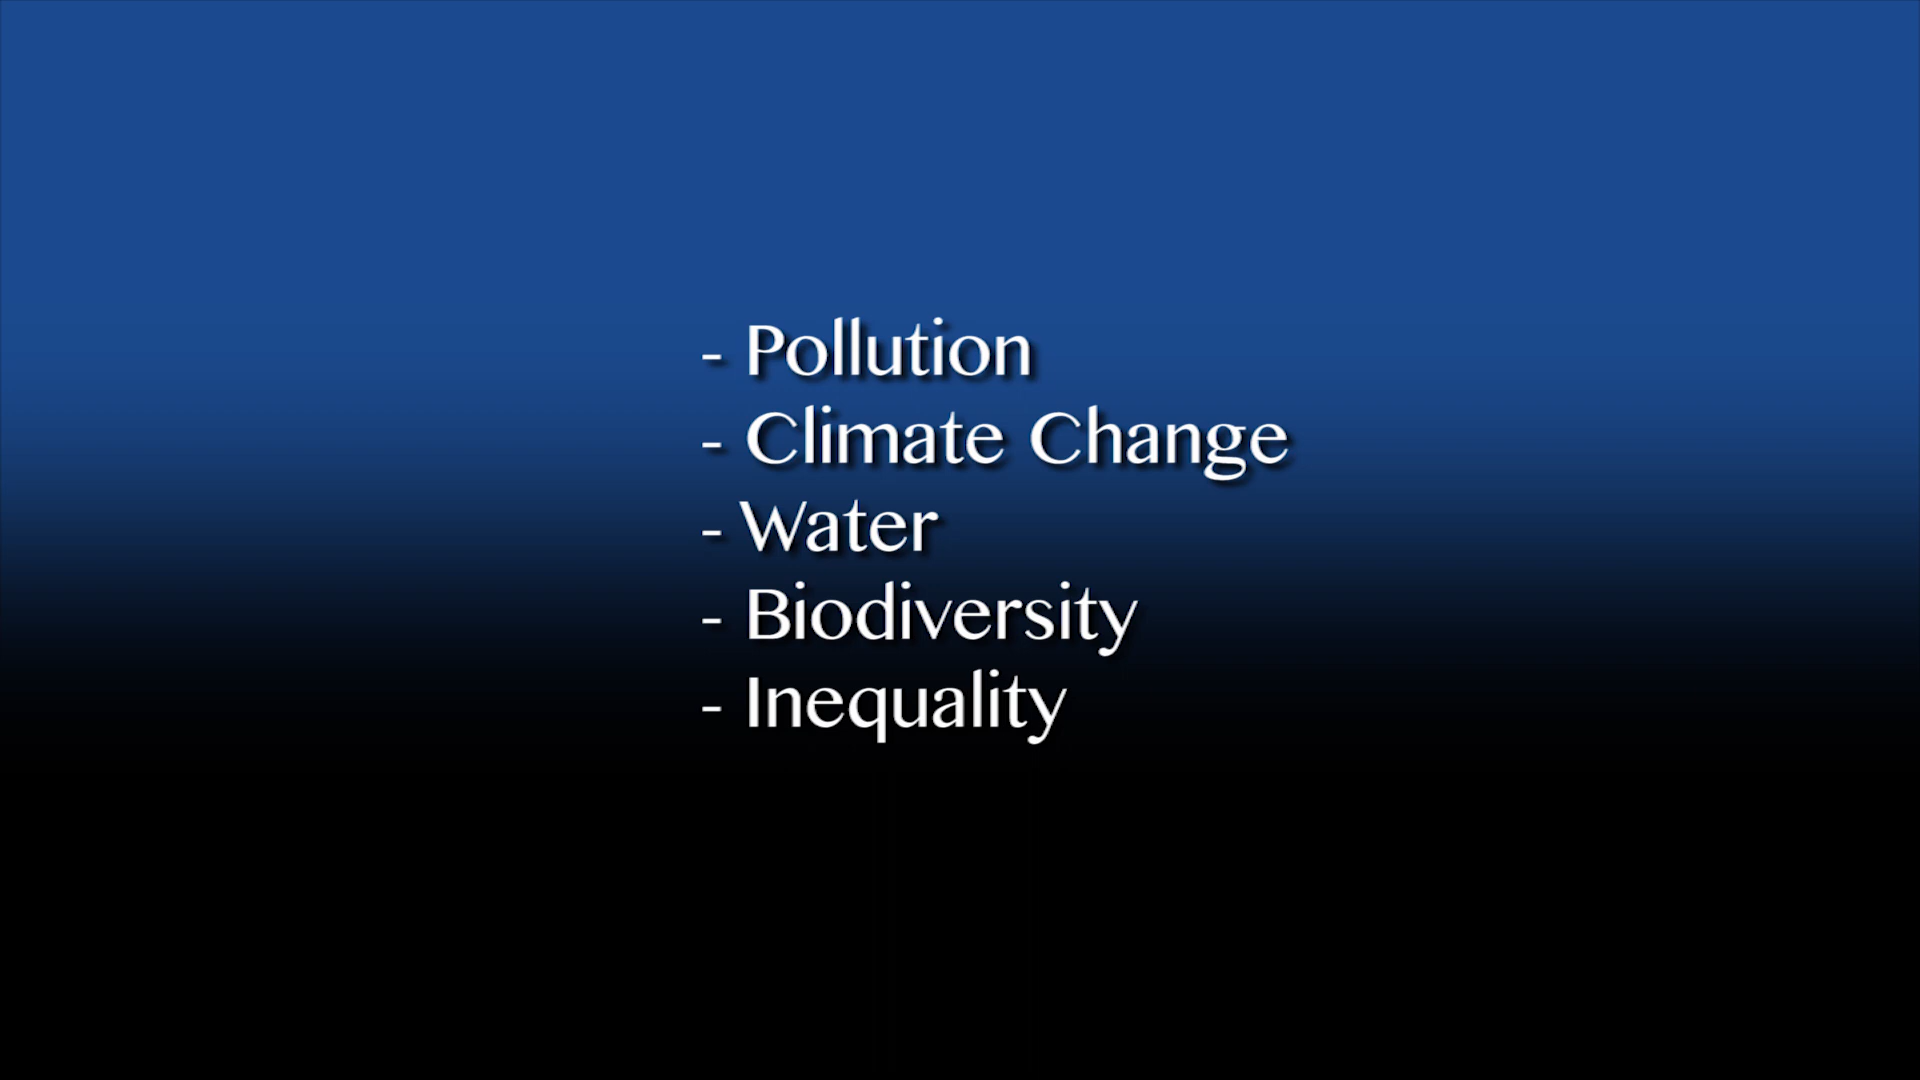 - Pollution
- Climate Change
- Water
- Biodiversity
- Inequality